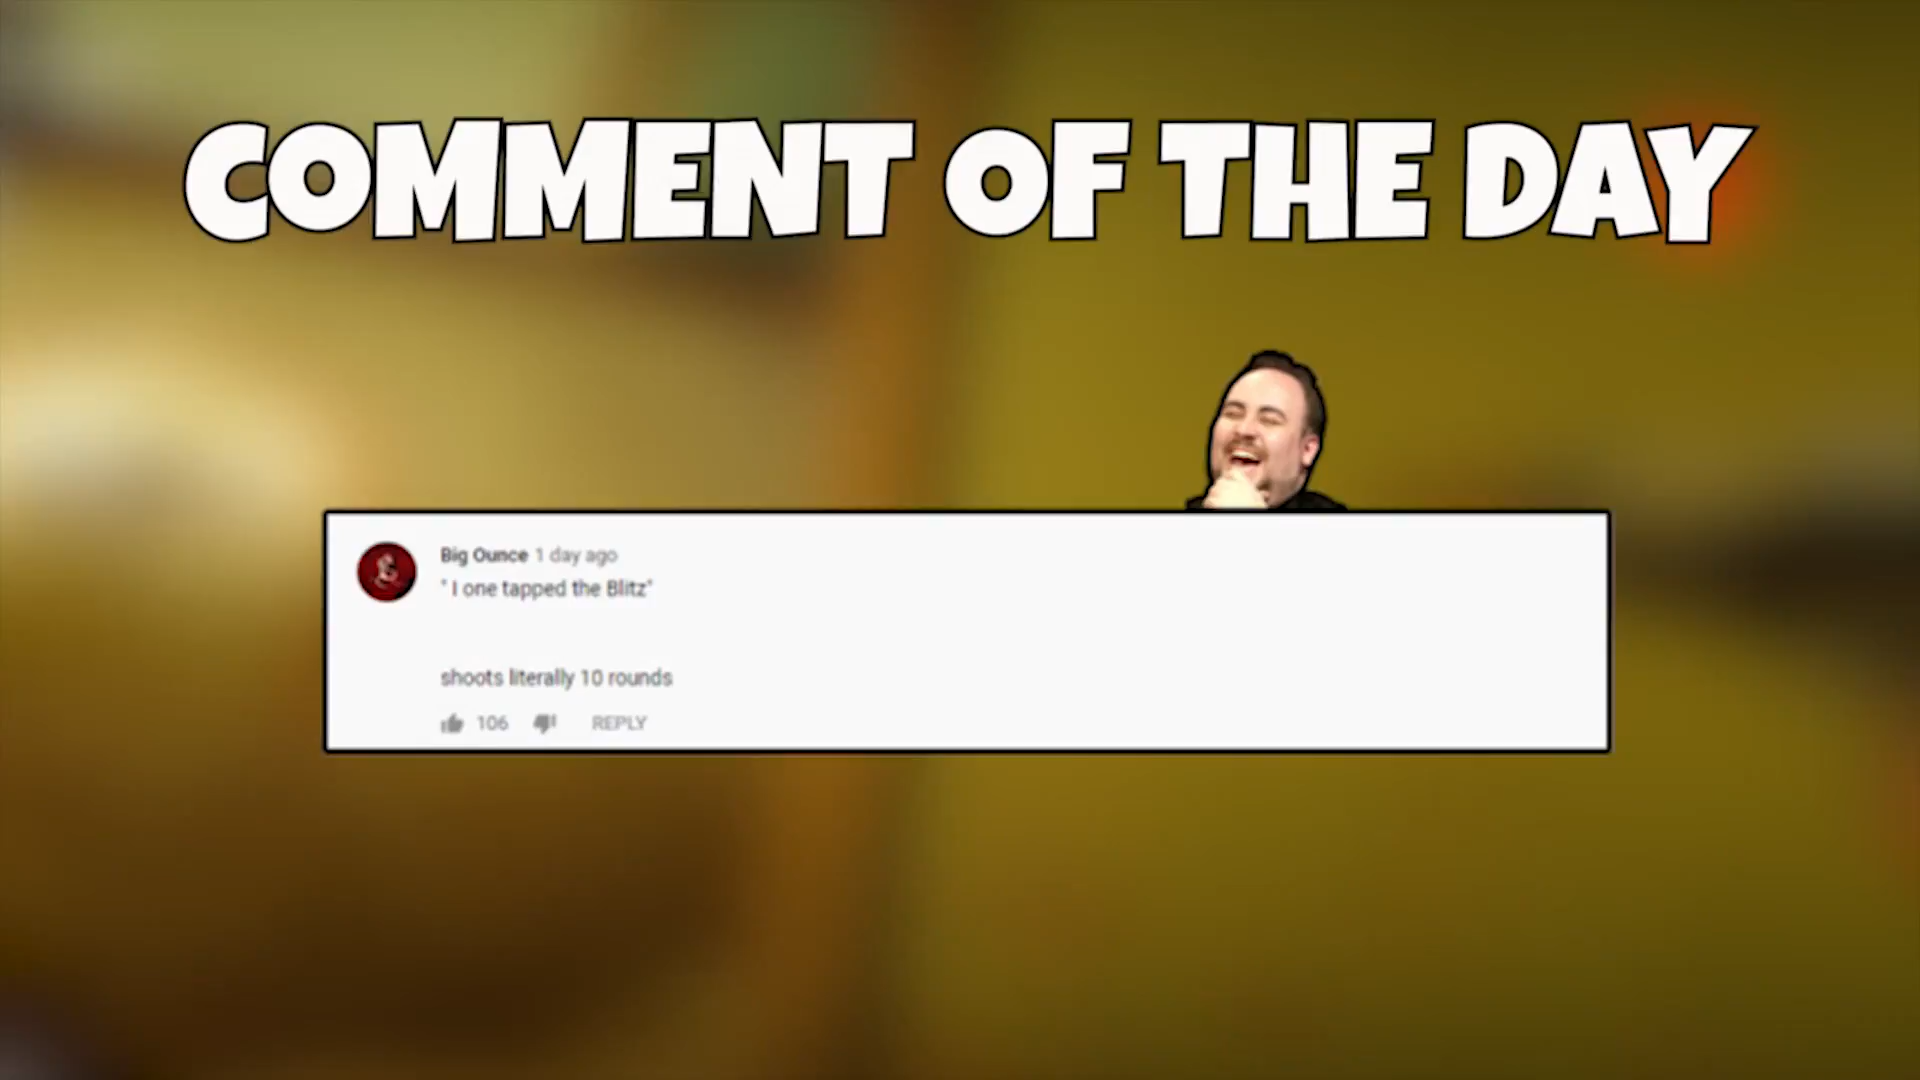 COMMENT OF THE DAY
Big Ounce 1 day ago
" I one tapped the Blitz"
shoots literally 10 rounds
106 REPLY